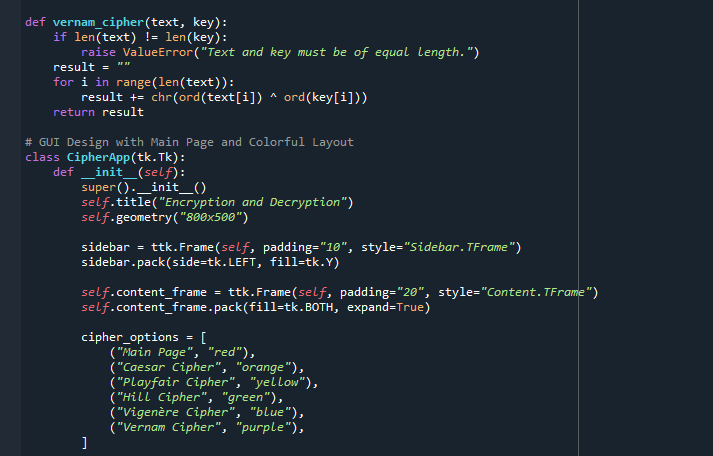 def vernam_cipher(text, key):
    if len(text) != len(key):
        raise ValueError("Text and key must be of equal length.")
    result = ""
    for i in range(len(text)):
        result += chr(ord(text[i]) ^ ord(key[i]))
    return result

# GUI Design with Main Page and Colorful Layout
class CipherApp(tk.Tk):
    def __init__(self):
        super().__init__()
        self.title("Encryption and Decryption")
        self.geometry("800x500")

        sidebar = ttk.Frame(self, padding="10", style="Sidebar.TFrame")
        sidebar.pack(side=tk.LEFT, fill=tk.Y)

        self.content_frame = ttk.Frame(self, padding="20", style="Content.TFrame")
        self.content_frame.pack(fill=tk.BOTH, expand=True)

        cipher_options = [
            ("Main Page", "red"),
            ("Caesar Cipher", "orange"),
            ("Playfair Cipher", "yellow"),
            ("Hill Cipher", "green"),
            ("Vigenère Cipher", "blue"),
            ("Vernam Cipher", "purple"),
        ]